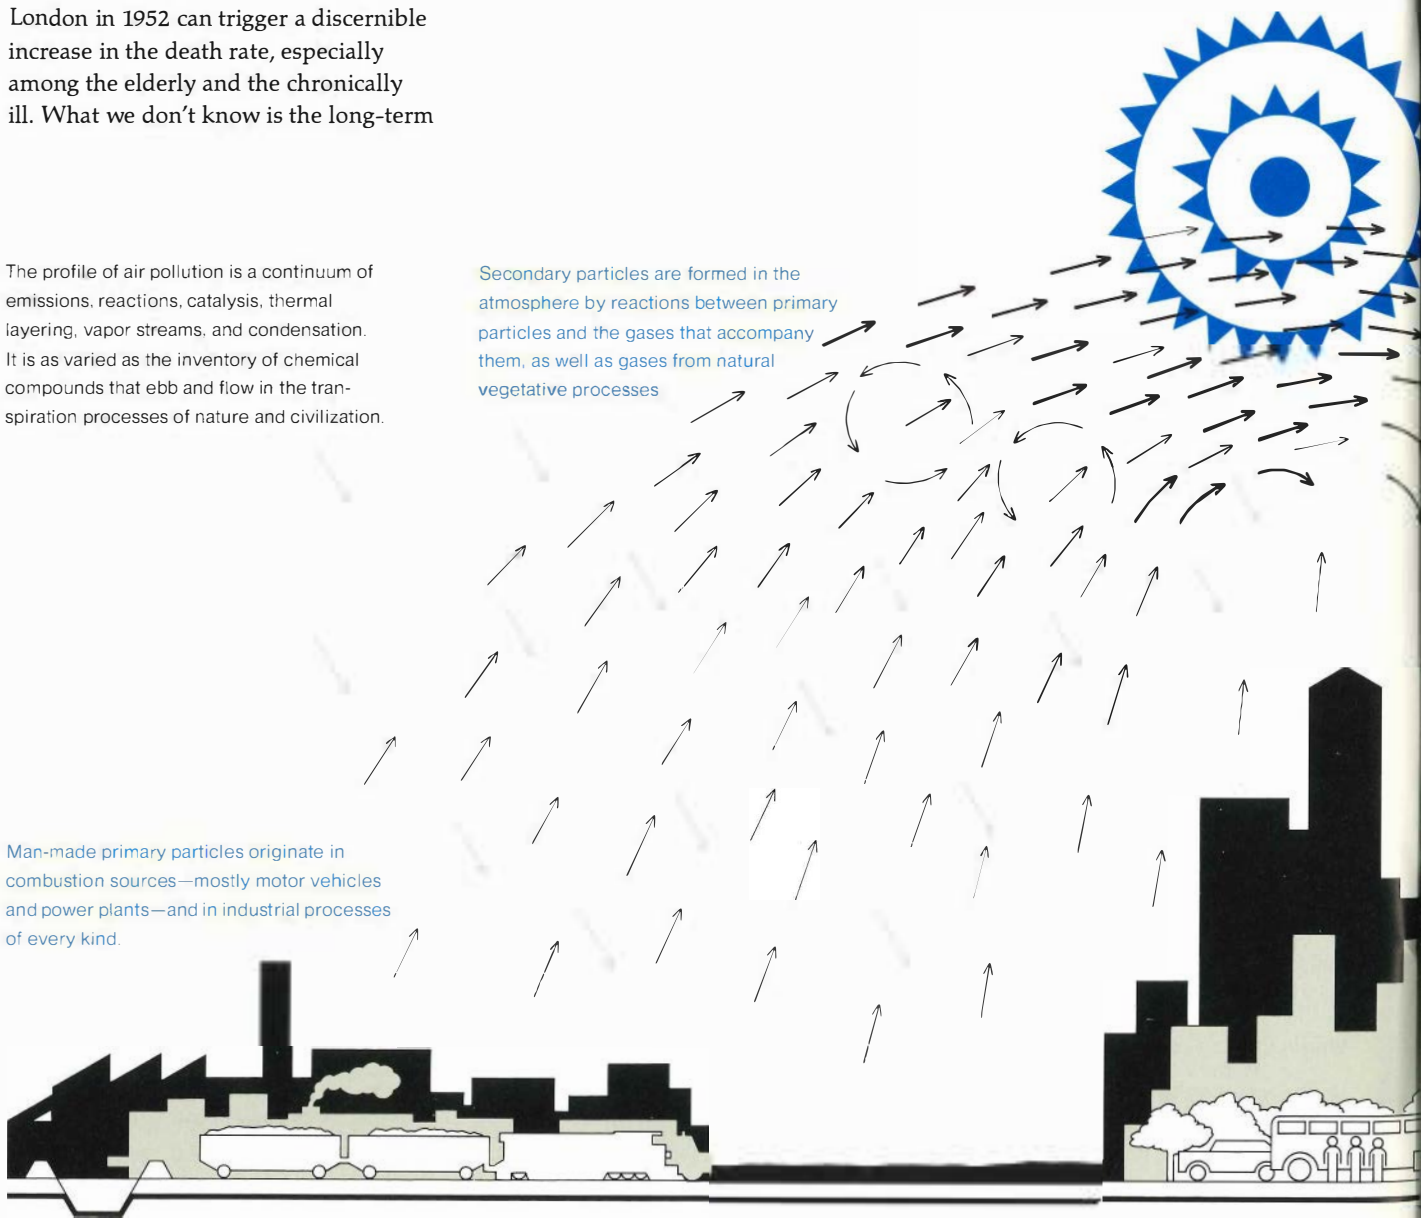 London in 1952 can trigger a discernible
increase in the death rate, especially
among the elderly and the chronically
ill. What we don't know is the long-term
The profile of air pollution is a continuum of
emissions, reactions, catalysis, thermal
layering, vapor streams, and condensation.
It is as varied as the inventory of chemical
compounds that ebb and flow in the tran-
spiration processes of nature and civilization.
Secondary particles are formed in the
atmosphere by reactions between primary
particles and the gases that accompany
them, as well as gases from natural
vegetative processes
Man-made primary particles originate in
combustion sources—mostly motor vehicles
and power plants—and in industrial processes
of every kind.